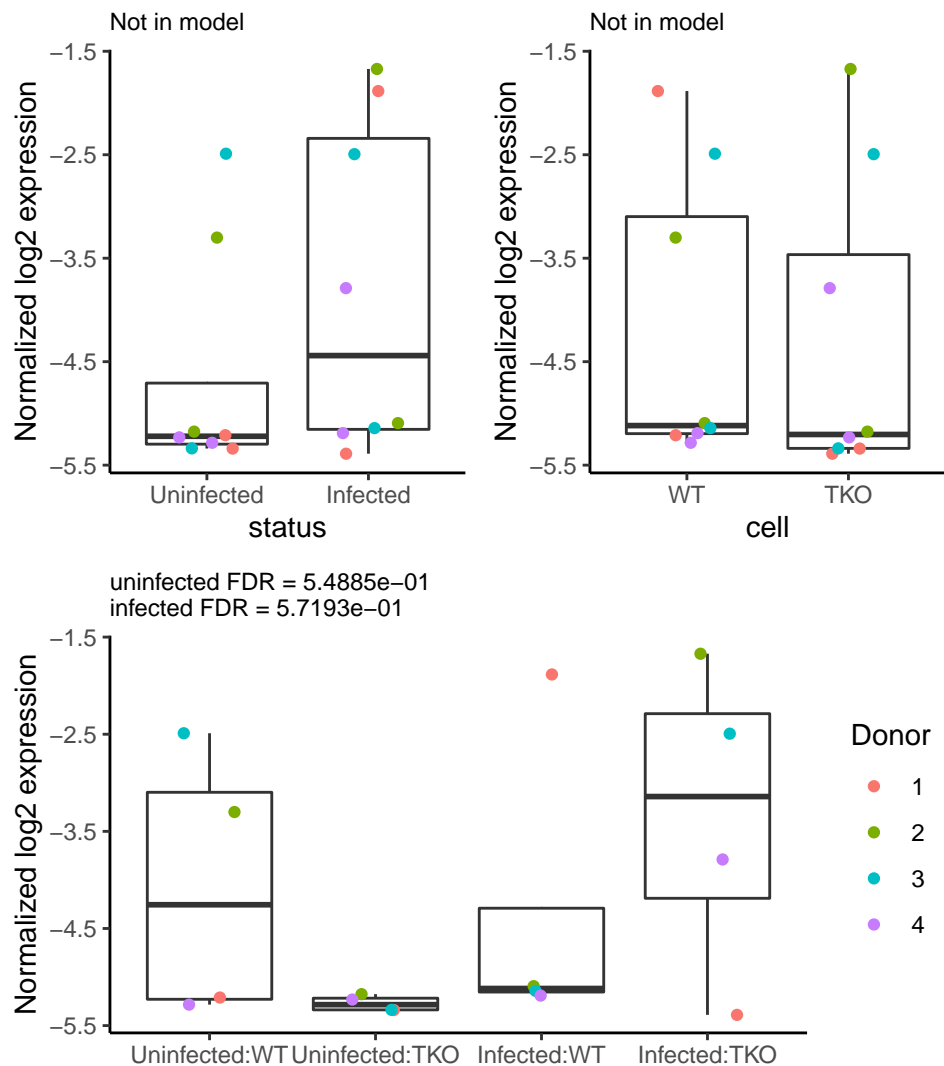 Not in model
Normalized log2 expression
−1.5
−2.5
−3.5
−4.5
−5.5
Uninfected
Infected
status
Not in model
Normalized log2 expression
−1.5
−2.5
−3.5
−4.5
−5.5
WT
TKO
cell
uninfected FDR = 5.4885e−01
infected FDR = 5.7193e−01
Normalized log2 expression
−1.5
−2.5
−3.5
−4.5
−5.5
Uninfected:WT
Uninfected:TKO
Infected:WT
Infected:TKO
Donor
1
2
3
4